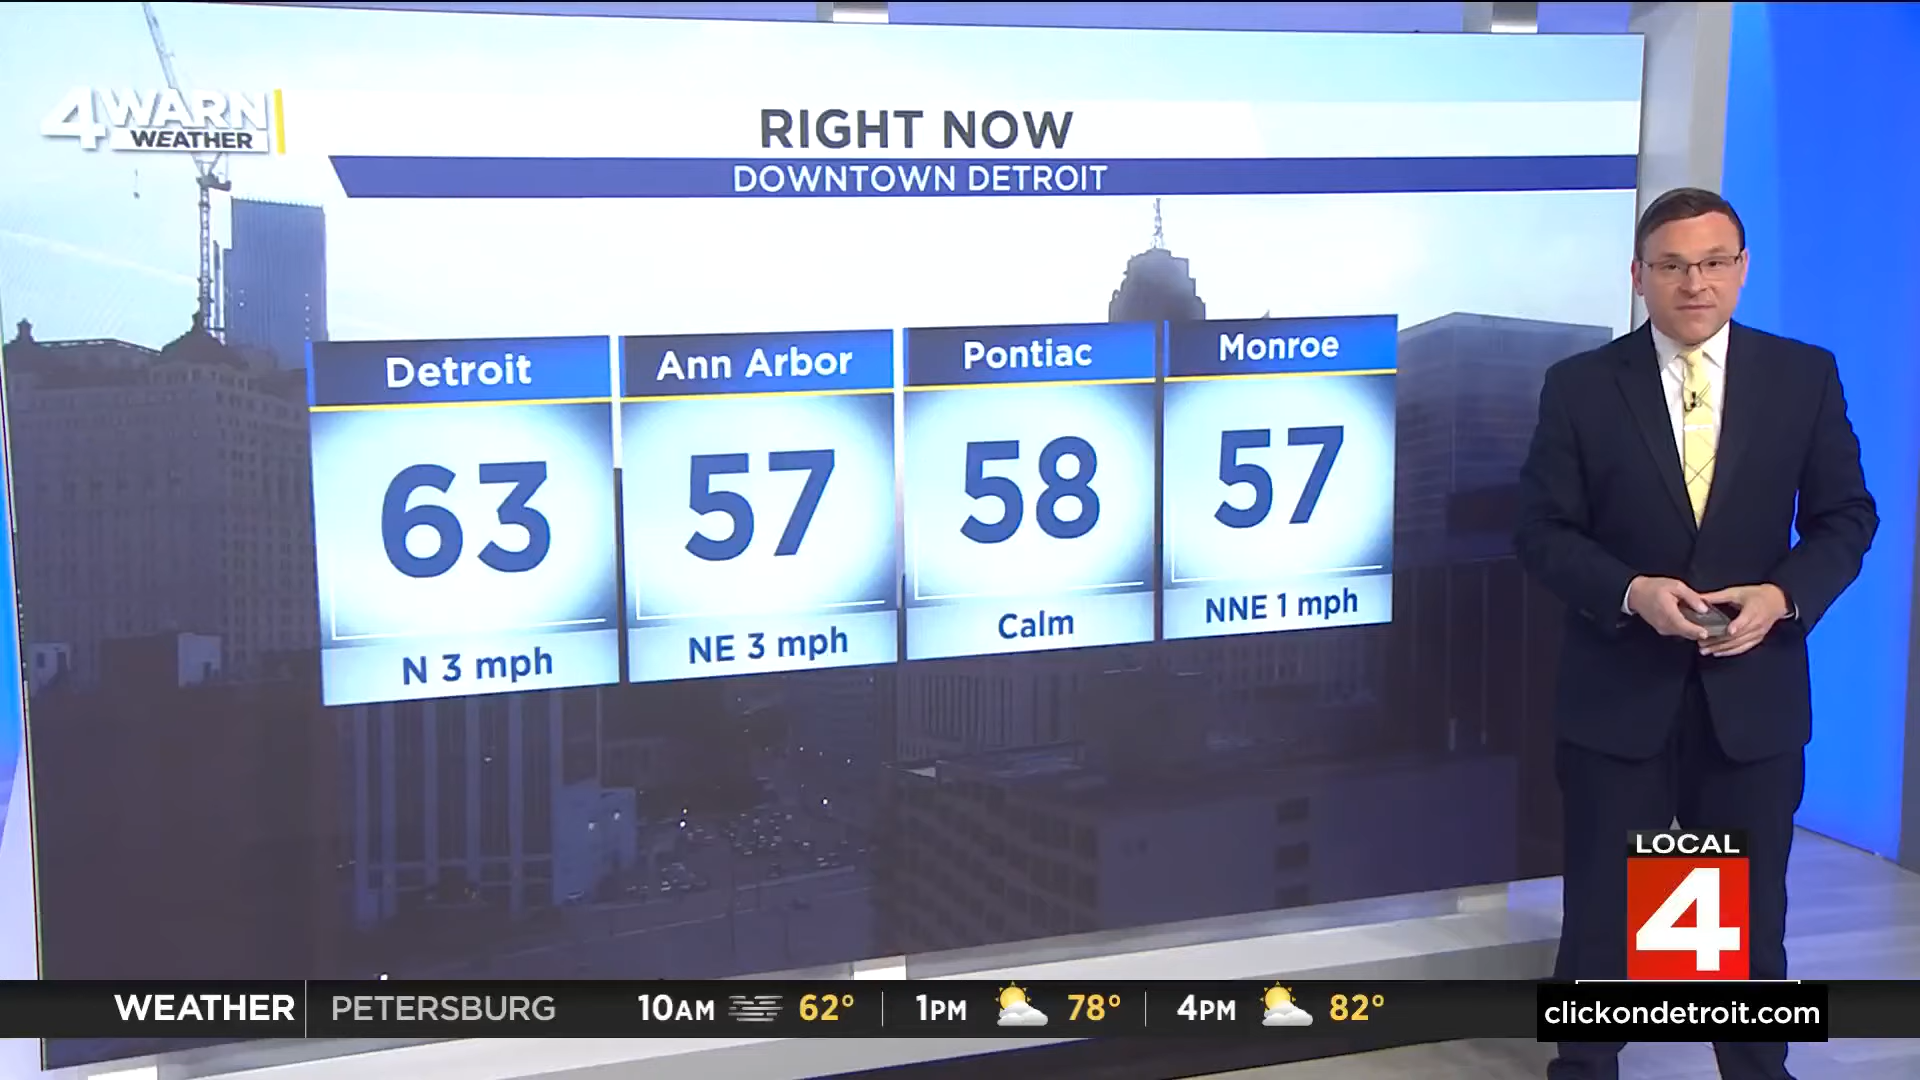 4WARN
WEATHER
RIGHT NOW
DOWNTOWN DETROIT
Detroit
63
N 3 mph
Ann Arbor
57
NE 3 mph
Pontiac
58
Calm
Monroe
57
NNE 1 mph
LOCAL
4
WEATHER PETERSBURG 10AM 62° 1PM 78° 4PM 82°
clickondetroit.com